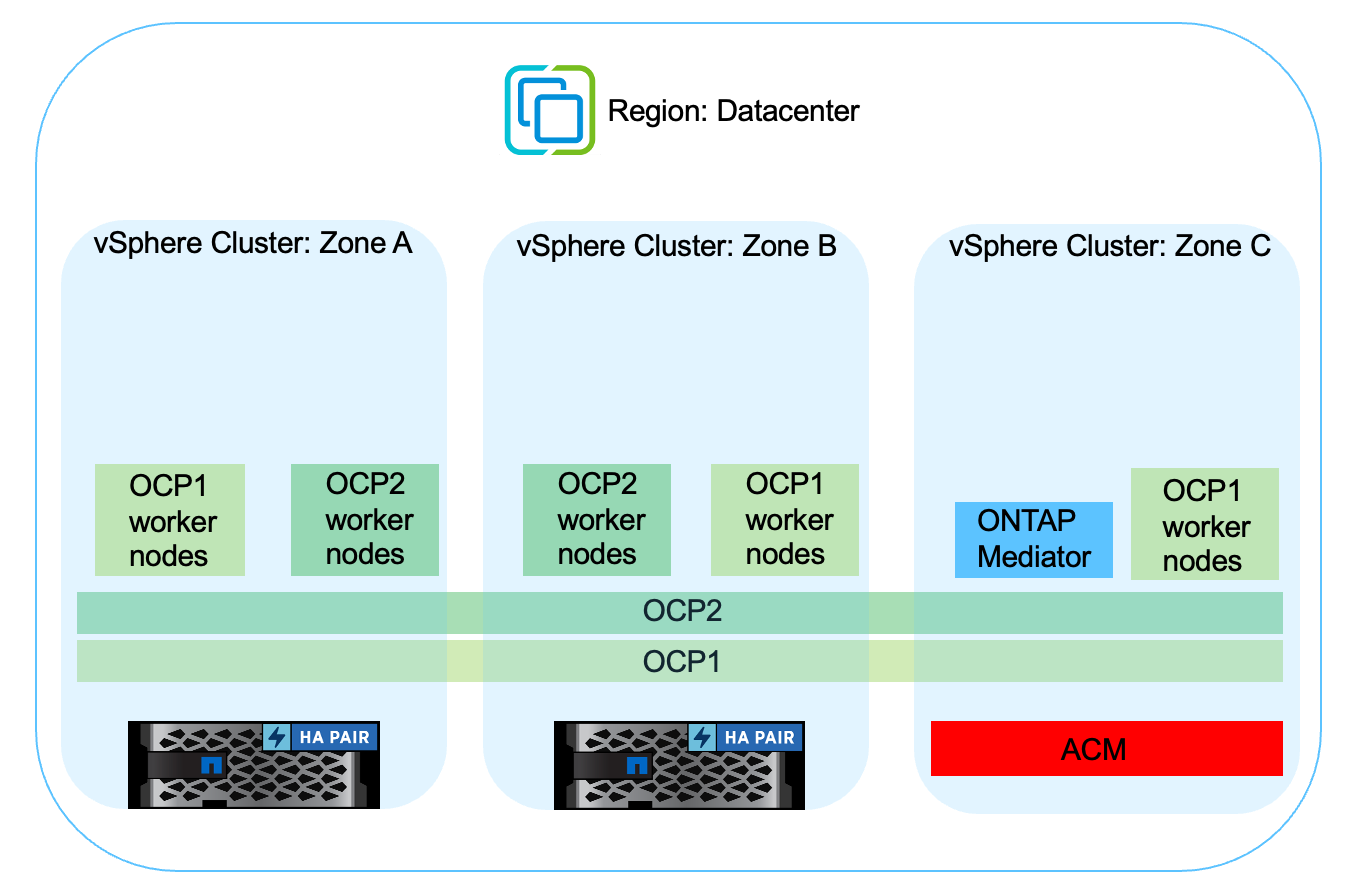 Region: Datacenter
vSphere Cluster: Zone A
vSphere Cluster: Zone B
vSphere Cluster: Zone C
OCP1
worker
nodes
OCP2
worker
nodes
OCP2
worker
nodes
OCP1
worker
nodes
ONTAP
Mediator
OCP1
worker
nodes
OCP2
OCP1
HA PAIR
HA PAIR
ACM